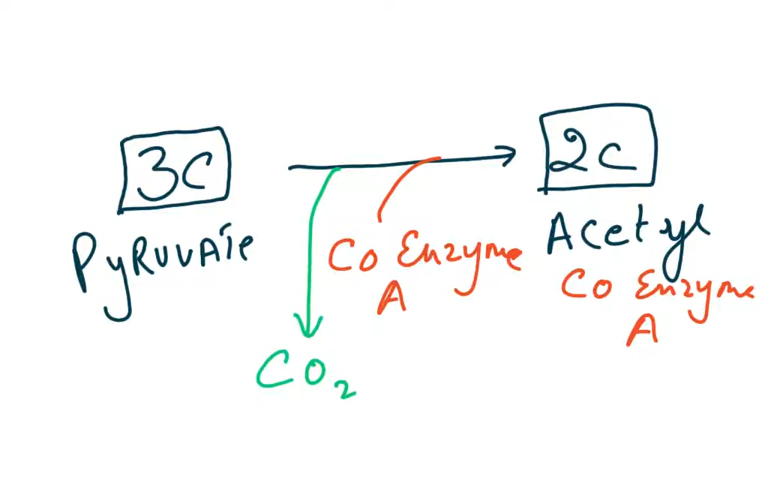 3C
Pyruvate
CO2
Co Enzyme
A
2C
Acetyl
Co Enzyme
A